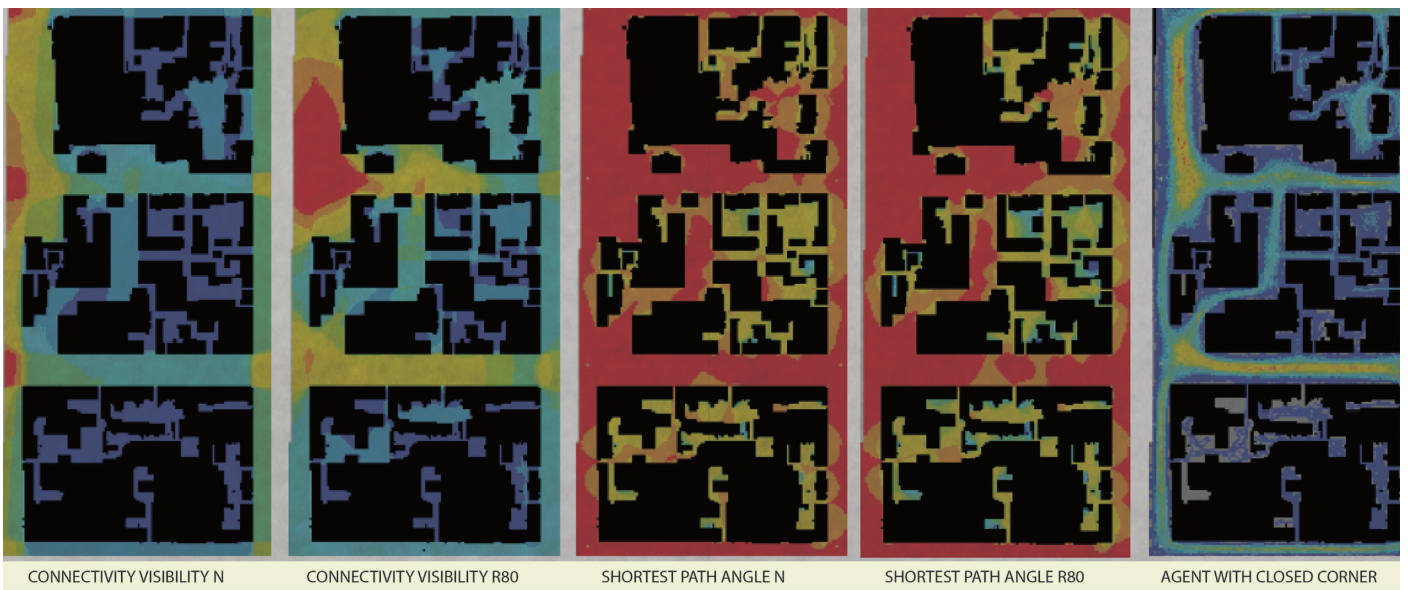 CONNECTIVITY VISIBILITY N
CONNECTIVITY VISIBILITY R80
SHORTEST PATH ANGLE N
SHORTEST PATH ANGLE R80
AGENT WITH CLOSED CORNER